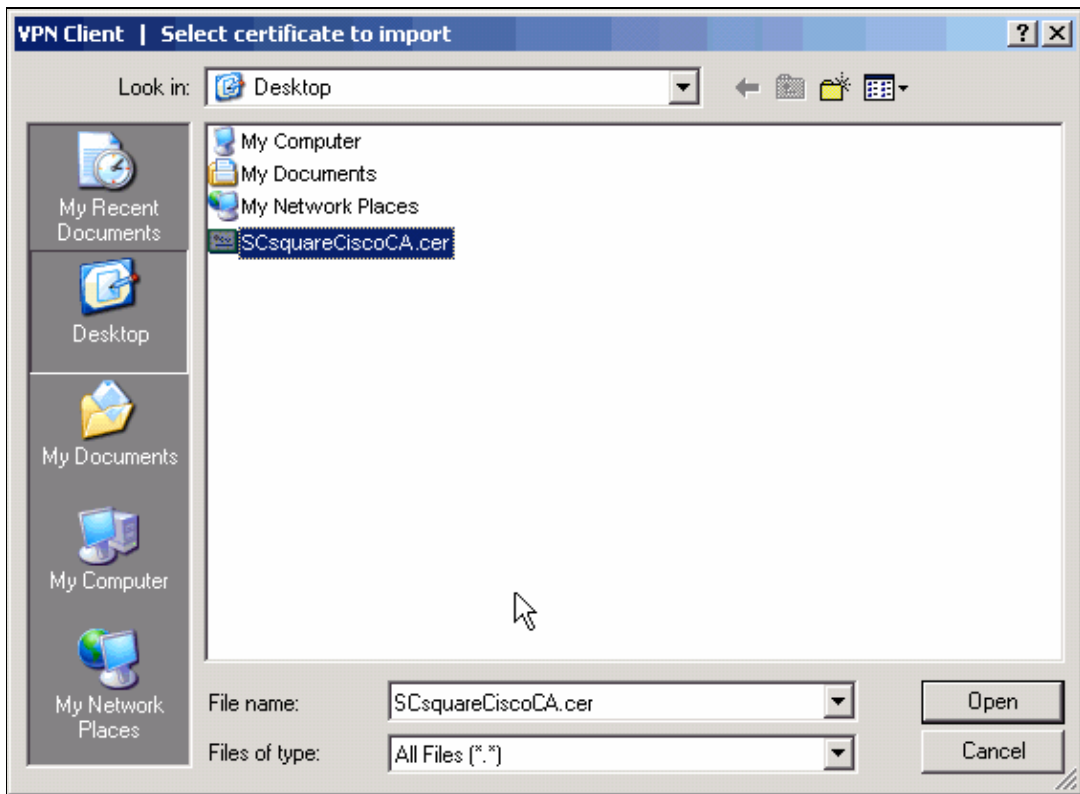 VPN Client | Select certificate to import
Look in: Desktop
My Recent
Documents
Desktop
My Documents
My Computer
My Network
Places
My Computer
My Documents
My Network Places
SCsquareCiscoCA.cer
File name: SCsquareCiscoCA.cer Open
Files of type: All Files (*.*) Cancel